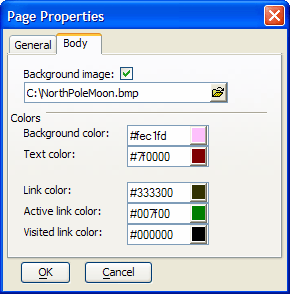 Page Properties
General Body
Background image:
C:\NorthPoleMoon.bmp
Colors
Background color: #fec1fd
Text color: #7f0000
Link color: #333300
Active link color: #007f00
Visited link color: #000000
OK Cancel